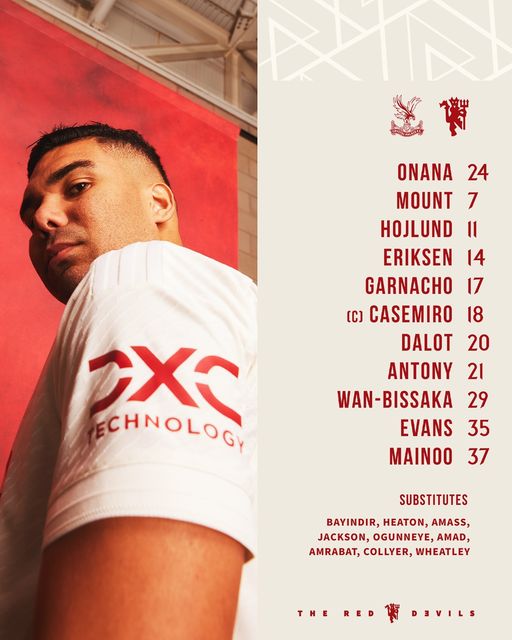 DXC
TECHNOLOGY
ONANA 24
MOUNT 7
HOJLUND 11
ERIKSEN 14
GARNACHO 17
(C) CASEMIRO 18
DALOT 20
ANTONY 21
WAN-BISSAKA 29
EVANS 35
MAINOO 37
SUBSTITUTES
BAYINDIR, HEATON, AMASS,
JACKSON, OGUNNEYE, AMAD,
AMRABAT, COLLYER, WHEATLEY
THE RED DEVILS